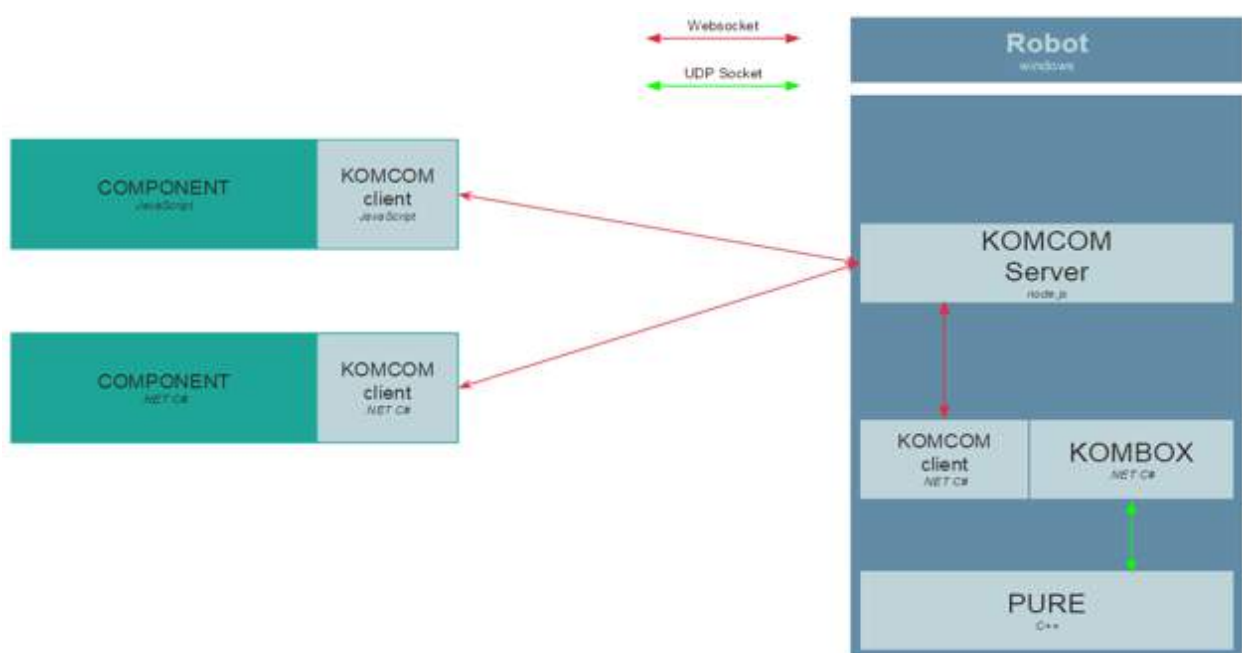 Websocket
UDP Socket
Robot
windows
COMPONENT
JavaScript
KOMCOM
client
JavaScript
KOMCOM
Server
node.js
COMPONENT
.NET C#
KOMCOM
client
.NET C#
KOMCOM
client
.NET C#
KOMBOX
.NET C#
PURE
C++